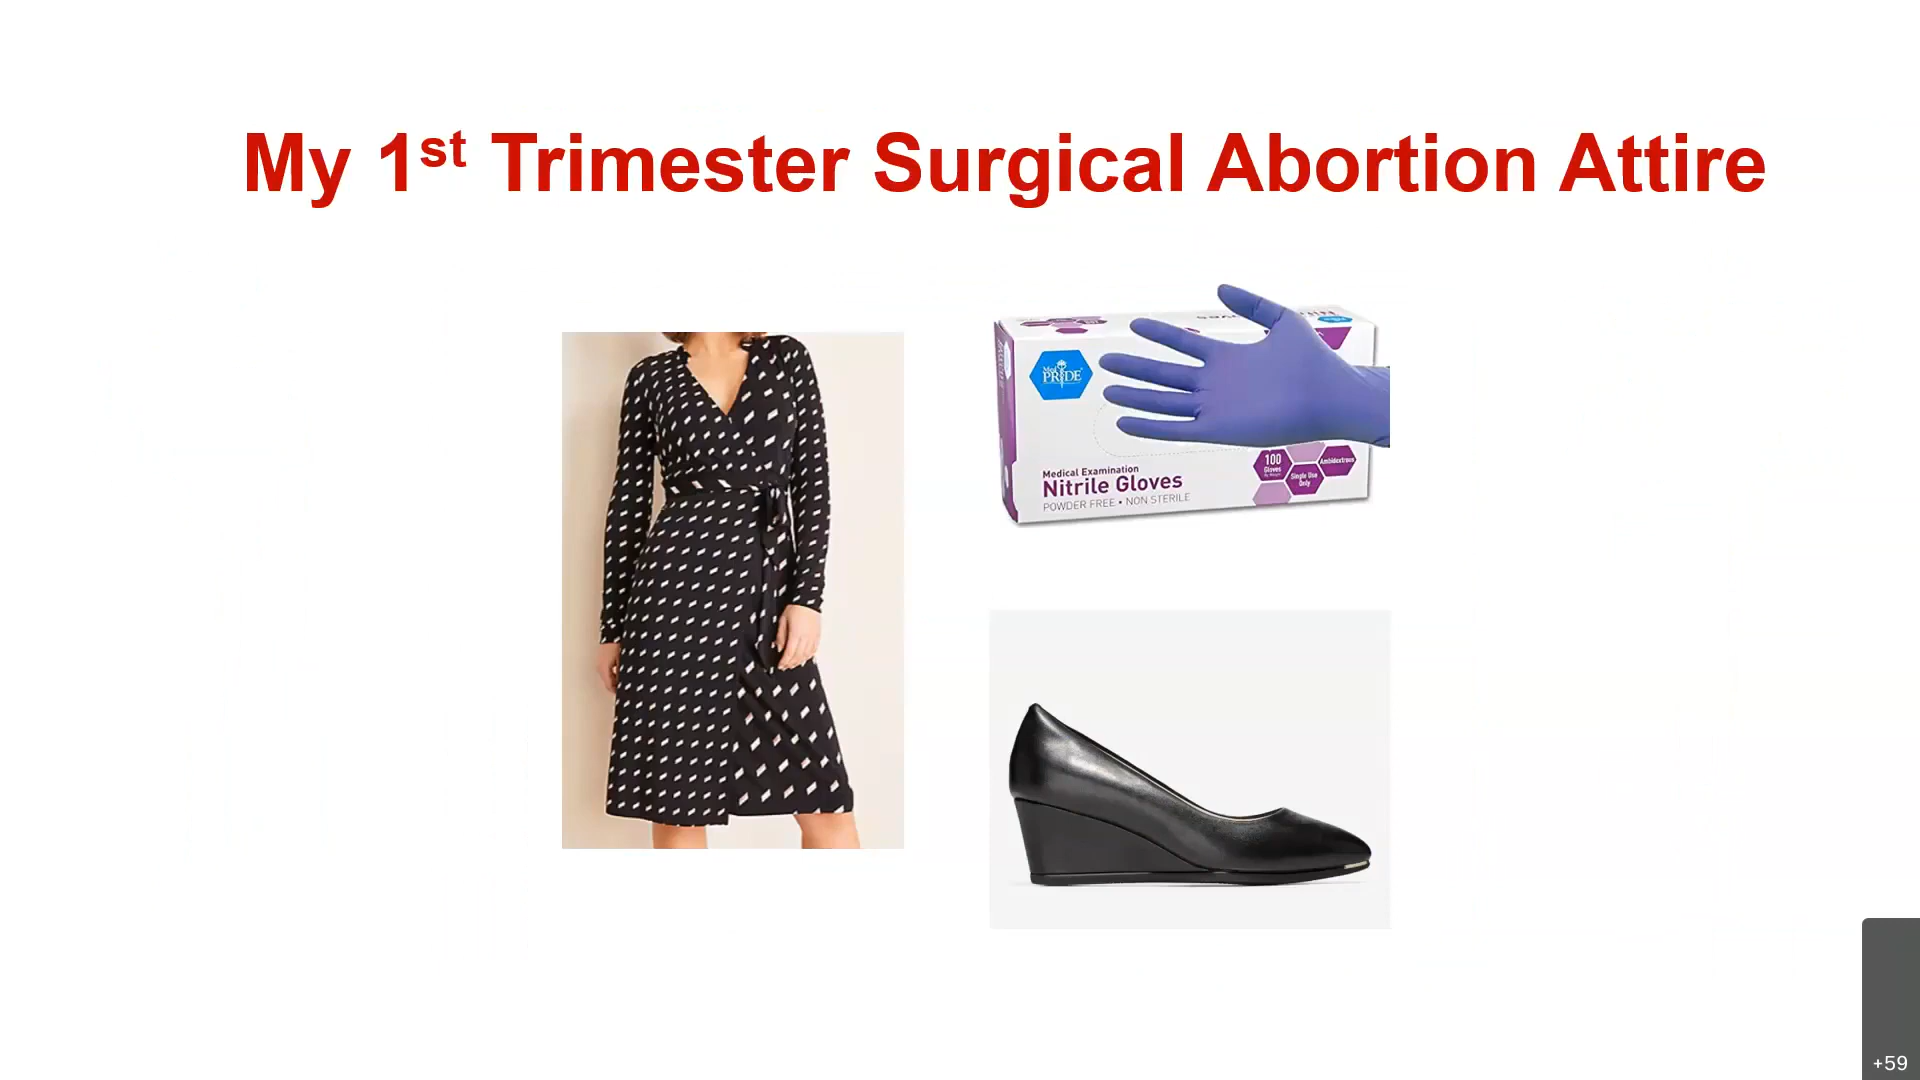 My 1st Trimester Surgical Abortion Attire
Med
PRIDE
Medical Examination
Nitrile Gloves
POWDER FREE • NON STERILE
100
Gloves
Single Use
Only
Ambidextrous
+59